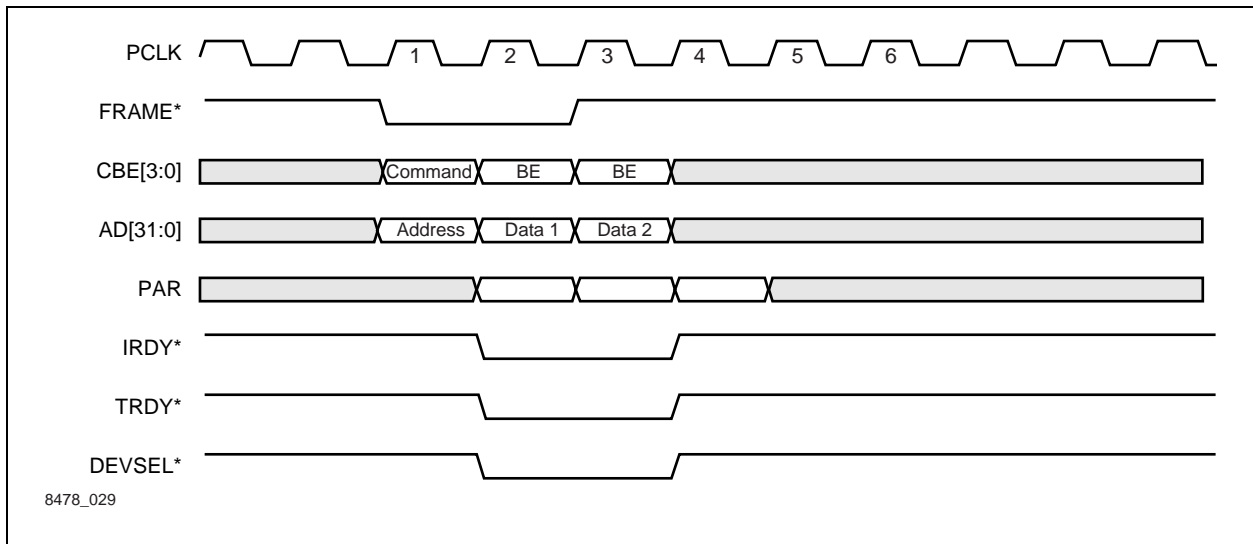 PCLK 1 2 3 4 5 6
FRAME*
CBE[3:0] Command BE BE
AD[31:0] Address Data 1 Data 2
PAR
IRDY*
TRDY*
DEVSEL*
8478_029